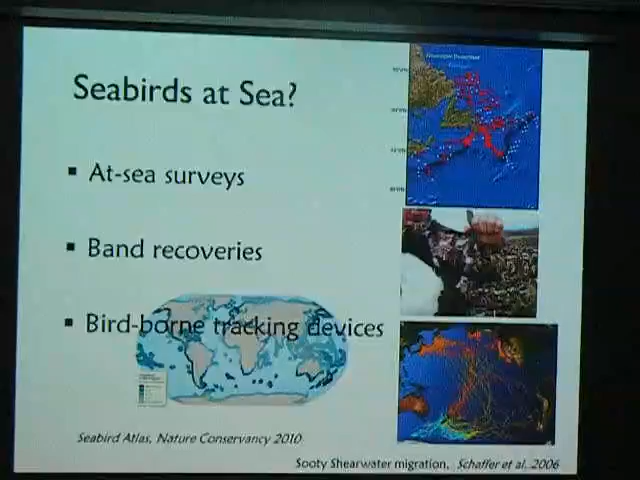 Seabirds at Sea?
▪ At-sea surveys
▪ Band recoveries
▪ Bird-borne tracking devices
Seabird Atlas, Nature Conservancy 2010
Sooty Shearwater migration, Schaffer et al. 2006